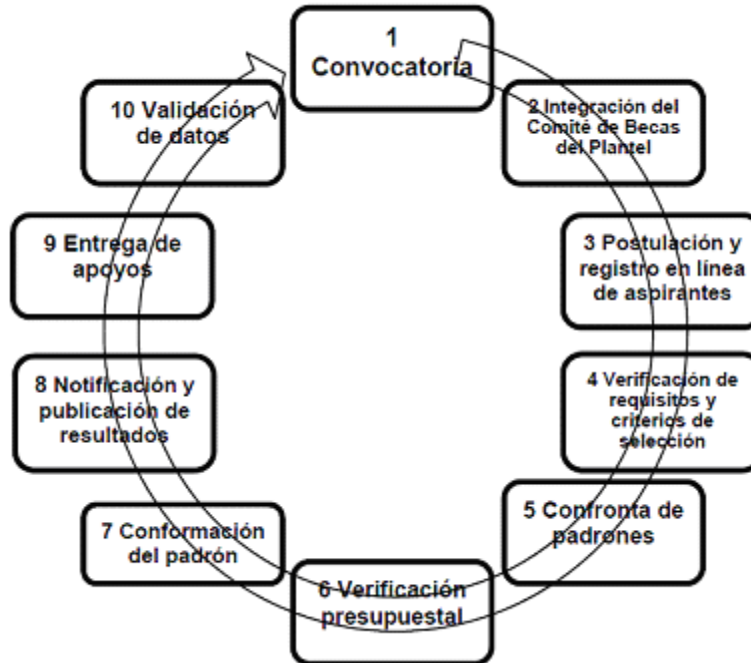 1
Convocatoria
2 Integración del
Comité de Becas
del Plantel
3 Postulación y
registro en línea
de aspirantes
4 Verificación de
requisitos y
criterios de
selección
5 Confronta de
padrones
6 Verificación
presupuestal
7 Conformación
del padrón
8 Notificación y
publicación de
resultados
9 Entrega de
apoyos
10 Validación
de datos